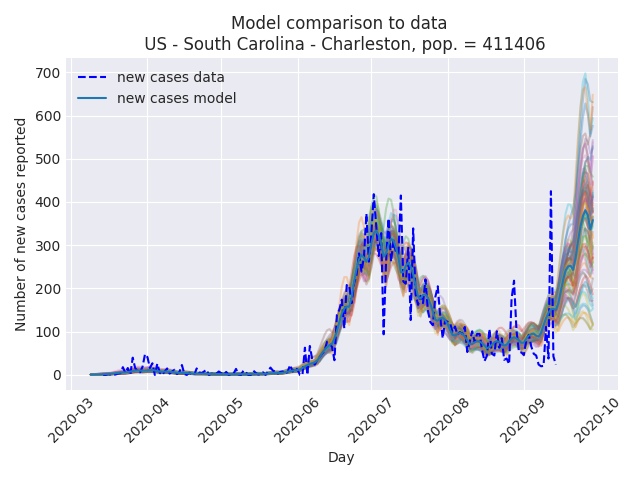 Model comparison to data
US - South Carolina - Charleston, pop. = 411406
new cases data
new cases model
Number of new cases reported
700
600
500
400
300
200
100
0
2020-03
2020-04
2020-05
2020-06
2020-07
2020-08
2020-09
2020-10
Day